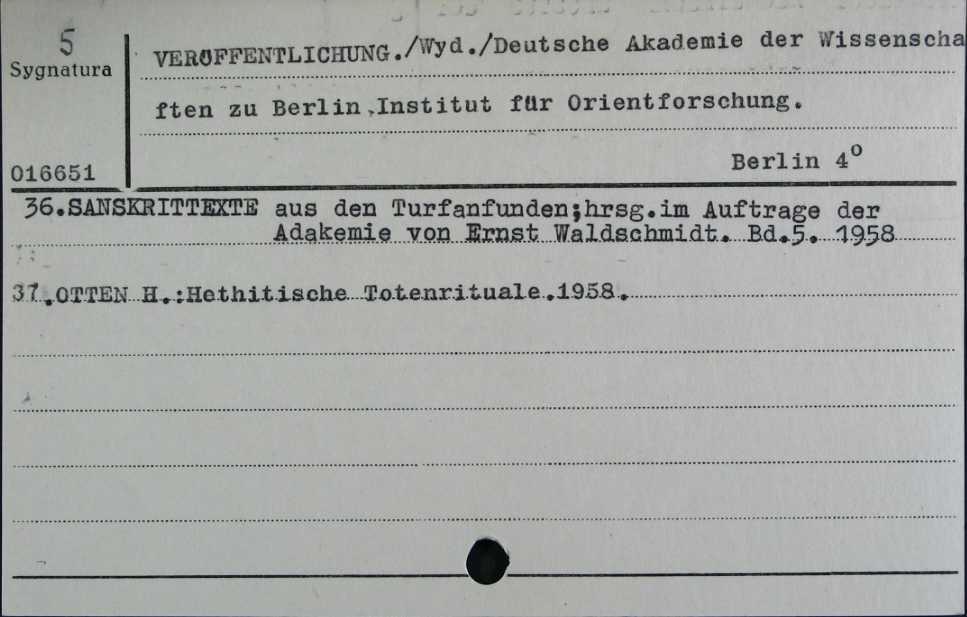 5
Sygnatura
VERÖFFENTLICHUNG./Wyd./Deutsche Akademie der Wissenscha
ften zu Berlin,Institut für Orientforschung.
016651
Berlin 4º
36.SANSKRITTEXTE aus den Turfanfunden;hrsg.im Auftrage der
Adakemie von Ernst Waldschmidt. Bd.5. 1958
37.OTTEN H.:Hethitische Totenrituale.1958.